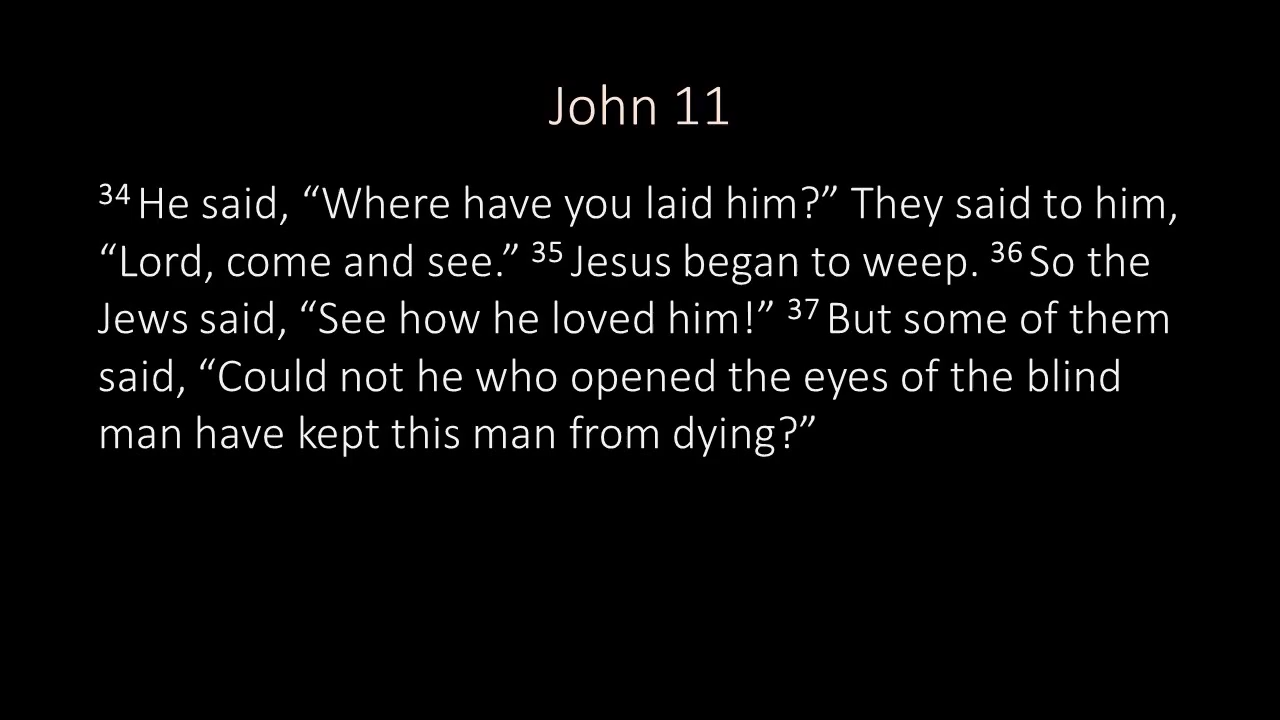 John 11
³⁴ He said, “Where have you laid him?” They said to him,
“Lord, come and see.” ³⁵ Jesus began to weep. ³⁶ So the
Jews said, “See how he loved him!” ³⁷ But some of them
said, “Could not he who opened the eyes of the blind
man have kept this man from dying?”